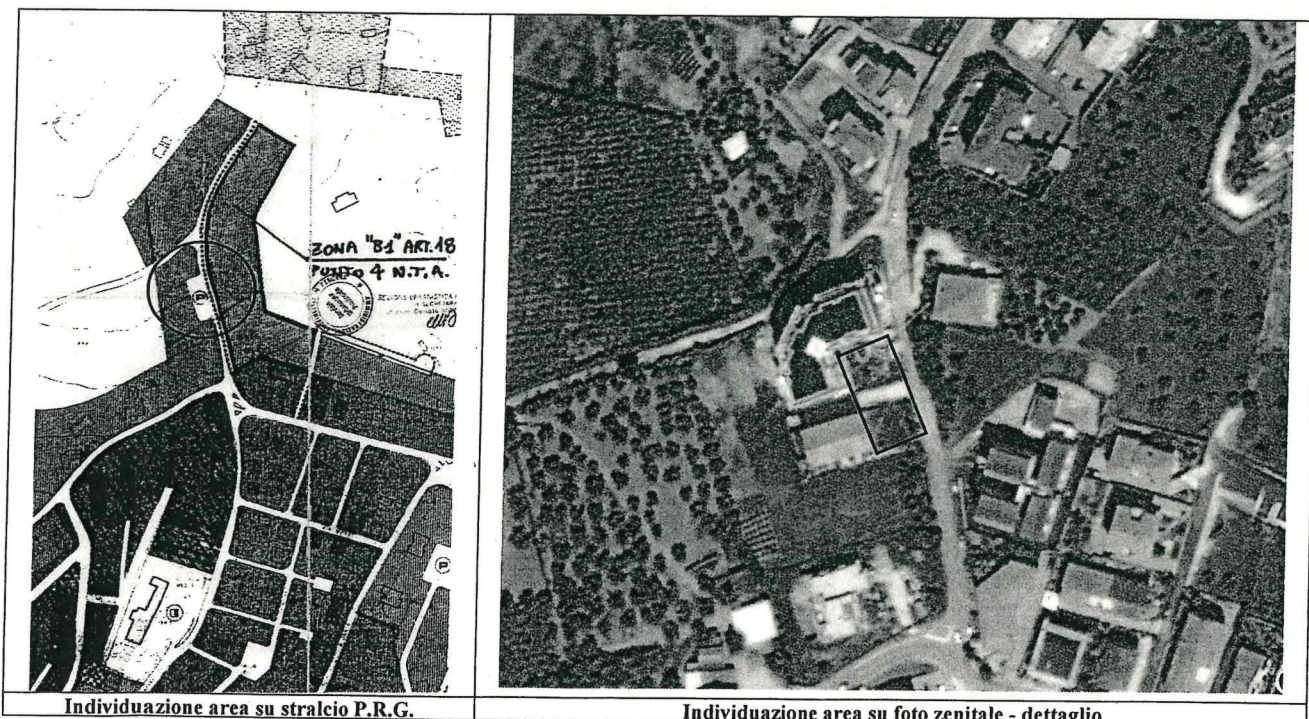 ZONA "B1" ART.18
PUNTO 4 N.T.A.
P
P
Individuazione area su stralcio P.R.G.
Individuazione area su foto zenitale - dettaglio